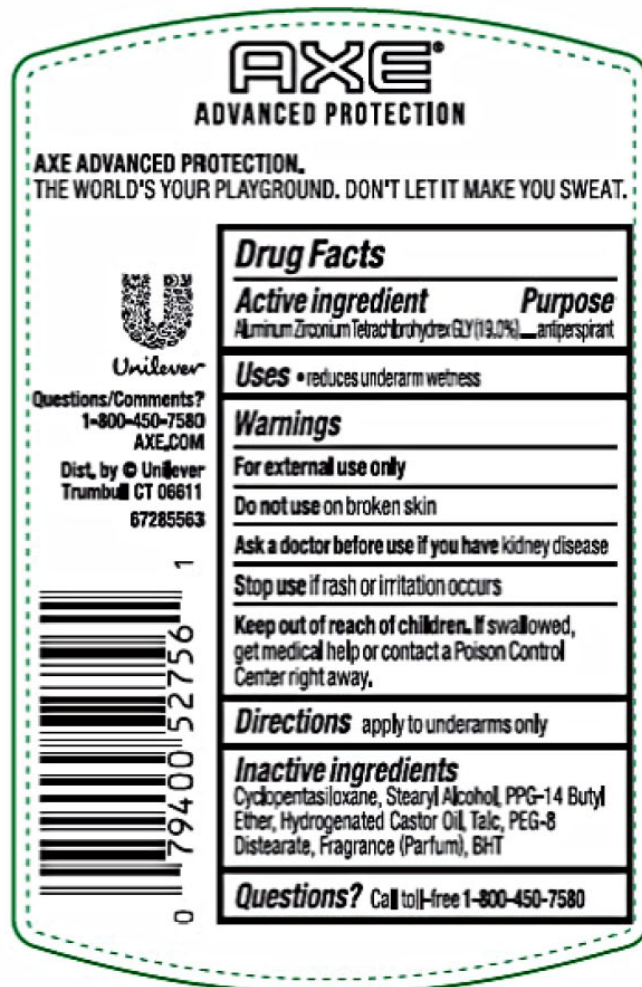 AXE®
ADVANCED PROTECTION
AXE ADVANCED PROTECTION.
THE WORLD'S YOUR PLAYGROUND. DON'T LET IT MAKE YOU SWEAT.
Unilever
Questions/Comments?
1-800-450-7580
AXE.COM
Dist. by © Unilever
Trumbull CT 06611
67285563
0 79400 52756 1
Drug Facts
Active ingredient Purpose
Aluminum Zirconium Tetrachlorohydrex GLY (19.0%)....antiperspirant
Uses • reduces underarm wetness
Warnings
For external use only
Do not use on broken skin
Ask a doctor before use if you have kidney disease
Stop use if rash or irritation occurs
Keep out of reach of children. If swallowed,
get medical help or contact a Poison Control
Center right away.
Directions apply to underarms only
Inactive ingredients
Cyclopentasiloxane, Stearyl Alcohol, PPG-14 Butyl
Ether, Hydrogenated Castor Oil, Talc, PEG-8
Distearate, Fragrance (Parfum), BHT
Questions? Call toll-free 1-800-450-7580